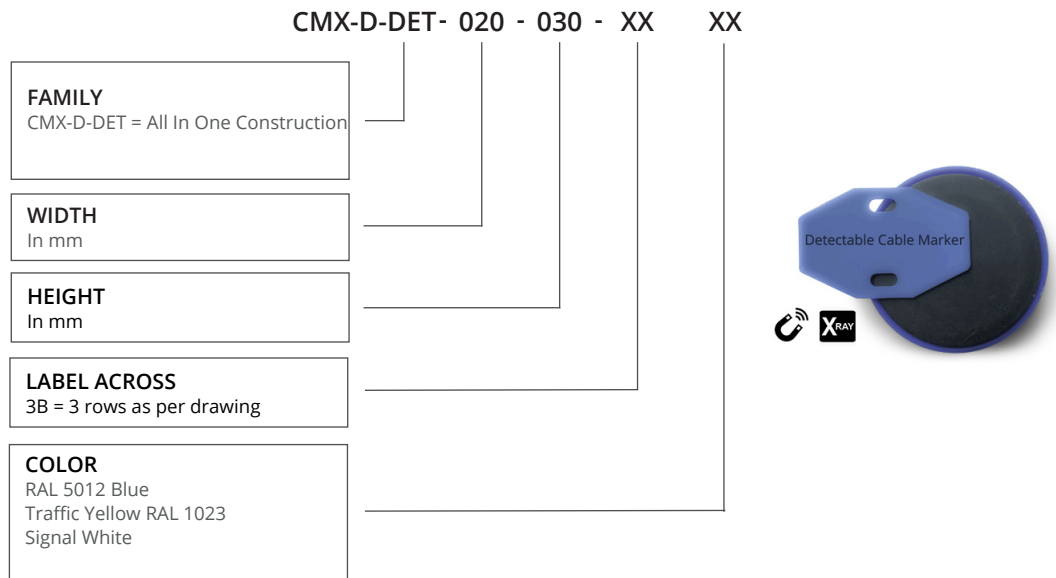 CMX-D-DET- 020 - 030 - XX XX
FAMILY
CMX-D-DET = All In One Construction
WIDTH
In mm
HEIGHT
In mm
LABEL ACROSS
3B = 3 rows as per drawing
COLOR
RAL 5012 Blue
Traffic Yellow RAL 1023
Signal White
Detectable Cable Marker
XRAY